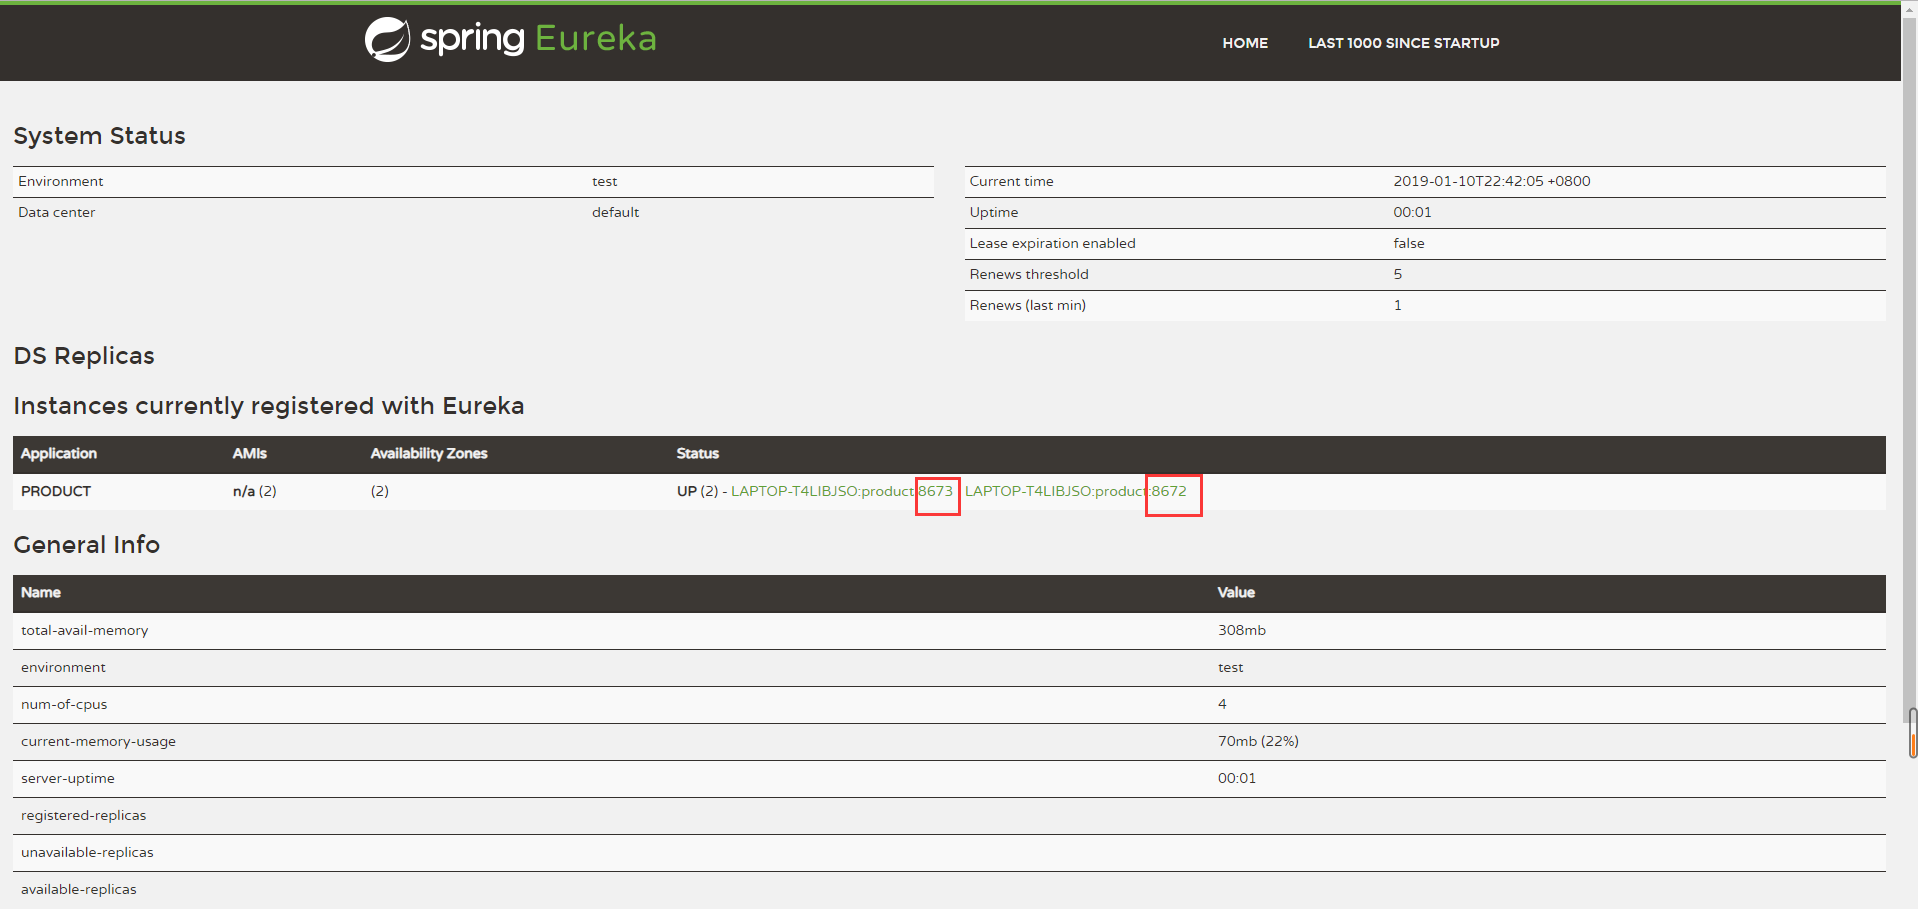 spring Eureka
HOME LAST 1000 SINCE STARTUP
System Status
Environment test
Data center default
Current time 2019-01-10T22:42:05 +0800
Uptime 00:01
Lease expiration enabled false
Renews threshold 5
Renews (last min) 1
DS Replicas
Instances currently registered with Eureka
Application AMIs Availability Zones Status
PRODUCT n/a (2) (2) UP (2) - LAPTOP-T4LIBJSO:product:8673 LAPTOP-T4LIBJSO:product:8672
General Info
Name Value
total-avail-memory 308mb
environment test
num-of-cpus 4
current-memory-usage 70mb (22%)
server-uptime 00:01
registered-replicas
unavailable-replicas
available-replicas